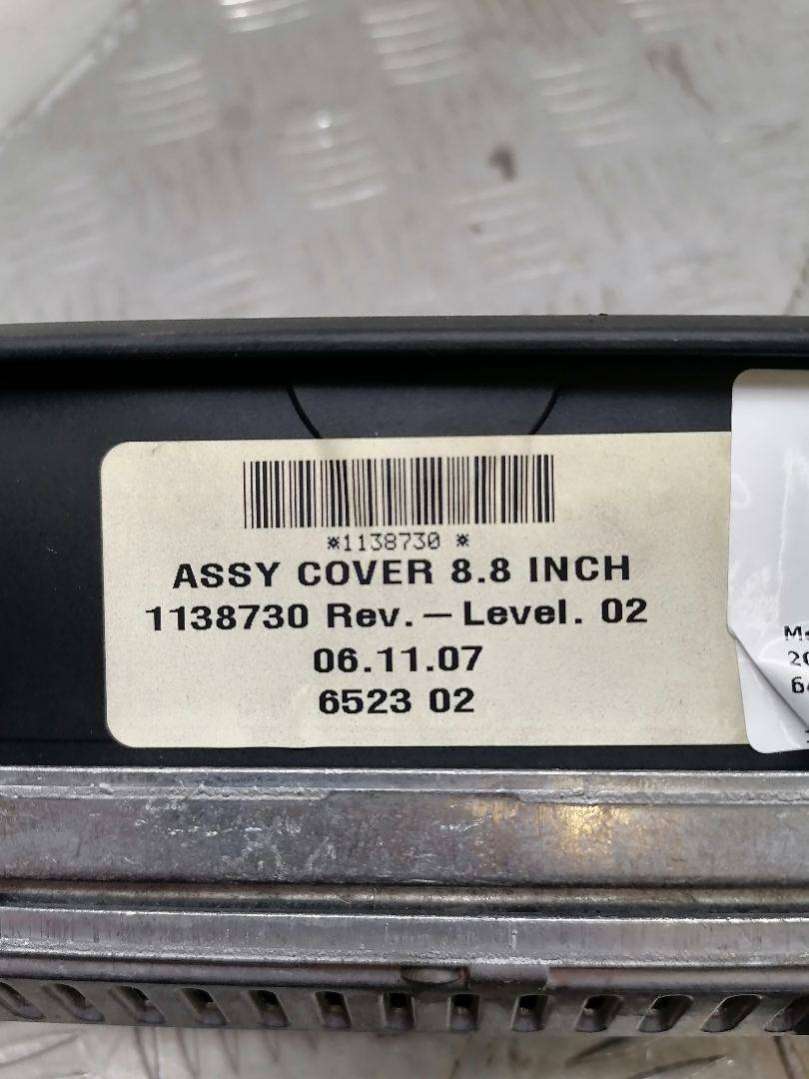 *1138730 *
ASSY COVER 8.8 INCH
1138730 Rev.-Level. 02
06.11.07
6523 02